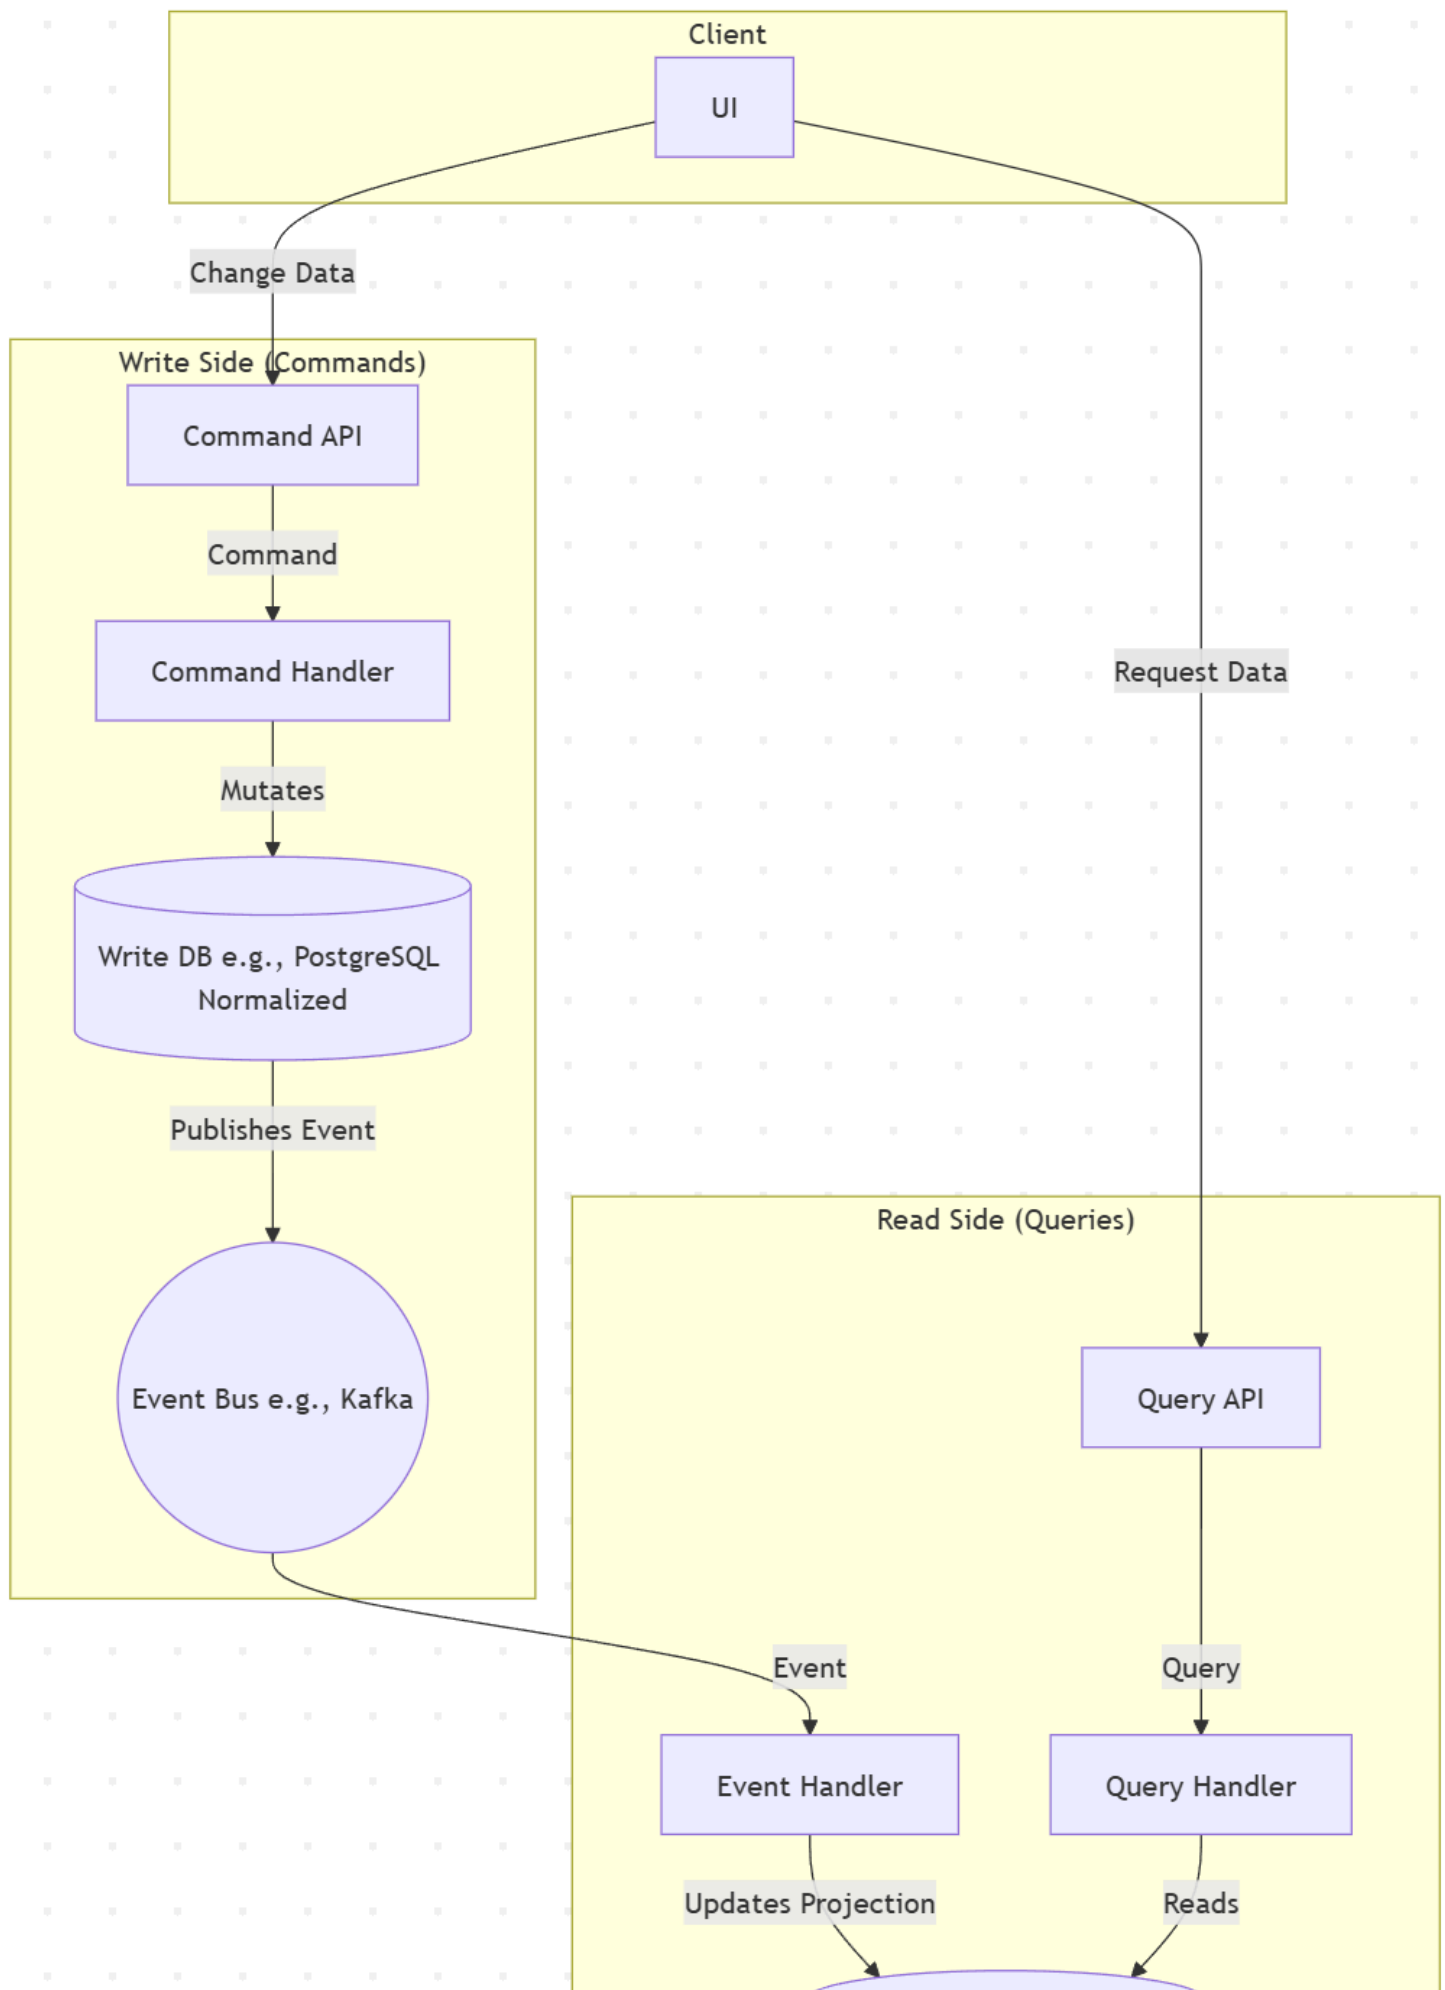 Client
UI
Change Data
Write Side (Commands)
Command API
Command
Command Handler
Request Data
Mutates
Write DB e.g., PostgreSQL
Normalized
Publishes Event
Read Side (Queries)
Event Bus e.g., Kafka
Query API
Event
Query
Event Handler
Query Handler
Updates Projection
Reads